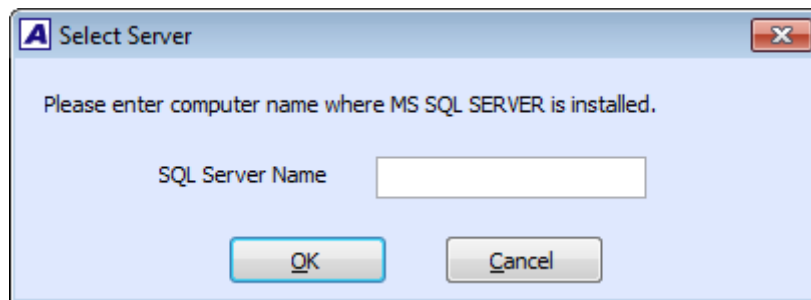 A Select Server
Please enter computer name where MS SQL SERVER is installed.
SQL Server Name
OK
Cancel